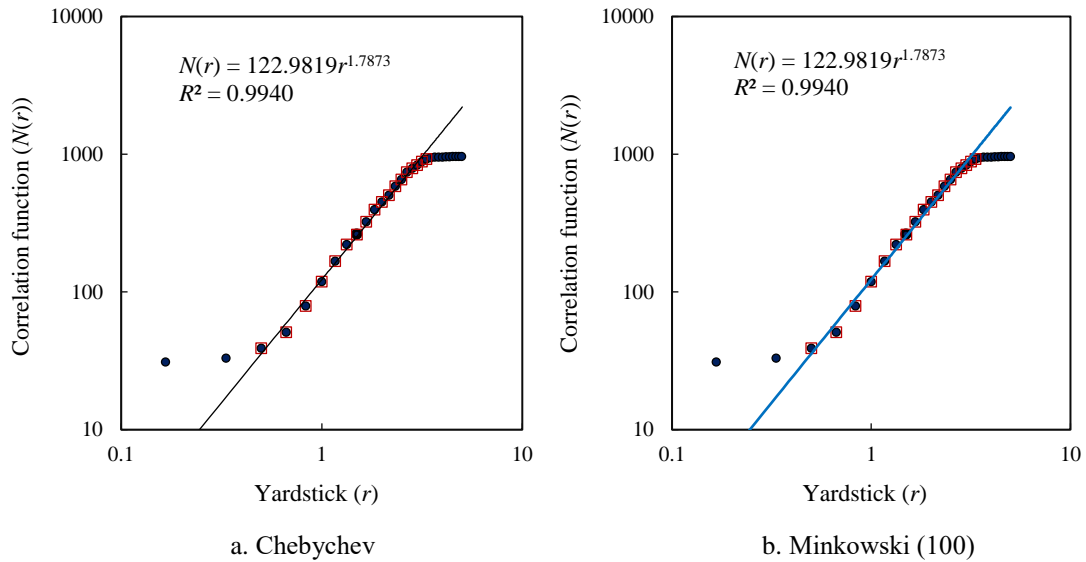 10000
1000
100
10
0.1
1
10
Correlation function (N(r))
N(r) = 122.9819r^1.7873
R² = 0.9940
Yardstick (r)
a. Chebychev
10000
1000
100
10
0.1
1
10
Correlation function (N(r))
N(r) = 122.9819r^1.7873
R² = 0.9940
Yardstick (r)
b. Minkowski (100)